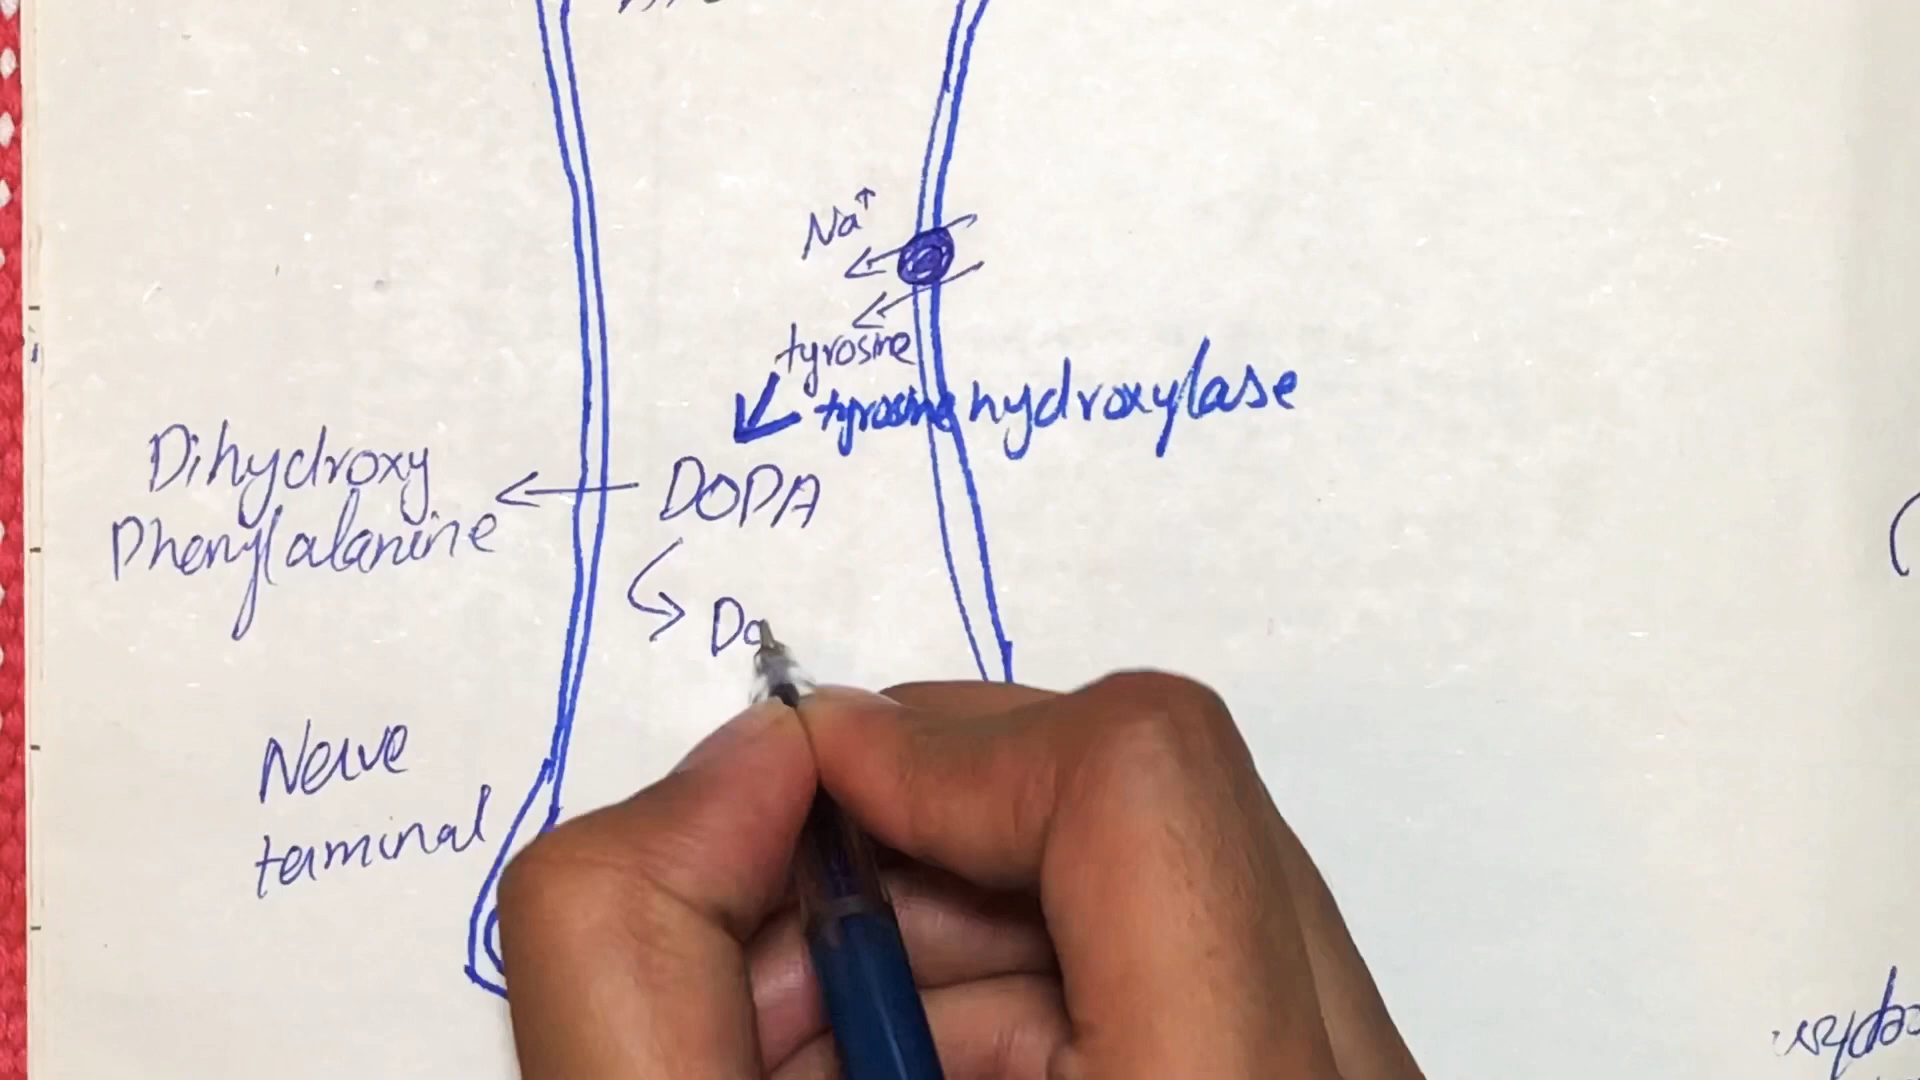 Na⁺
tyrosine
tyrosine hydroxylase
Dihydroxy
Phenylalanine
DOPA
Do
Nerve
terminal